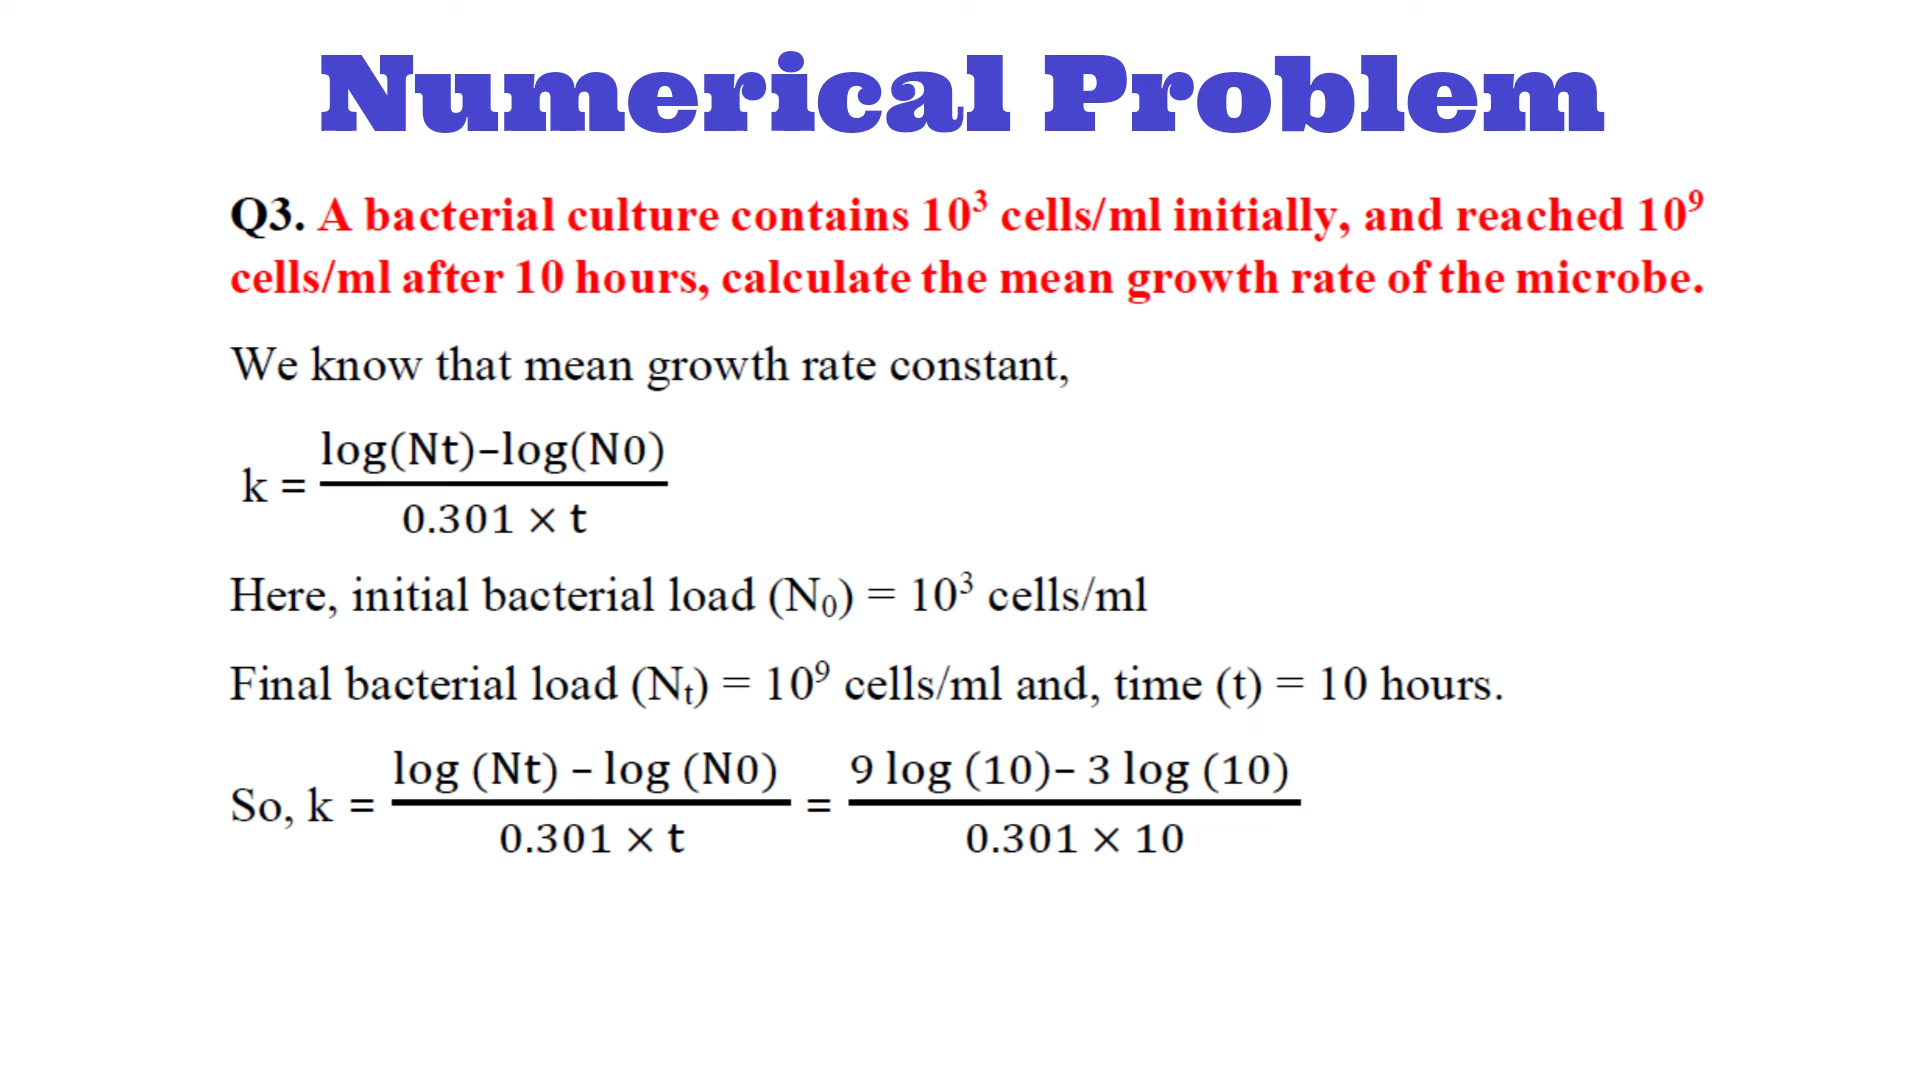 Numerical Problem
Q3. A bacterial culture contains 10³ cells/ml initially, and reached 10⁹
cells/ml after 10 hours, calculate the mean growth rate of the microbe.
We know that mean growth rate constant,
k = log(Nt)–log(N0) / 0.301 × t
Here, initial bacterial load (N₀) = 10³ cells/ml
Final bacterial load (Nₜ) = 10⁹ cells/ml and, time (t) = 10 hours.
So, k = log (Nt) – log (N0) / 0.301 × t = 9 log (10)– 3 log (10) / 0.301 × 10